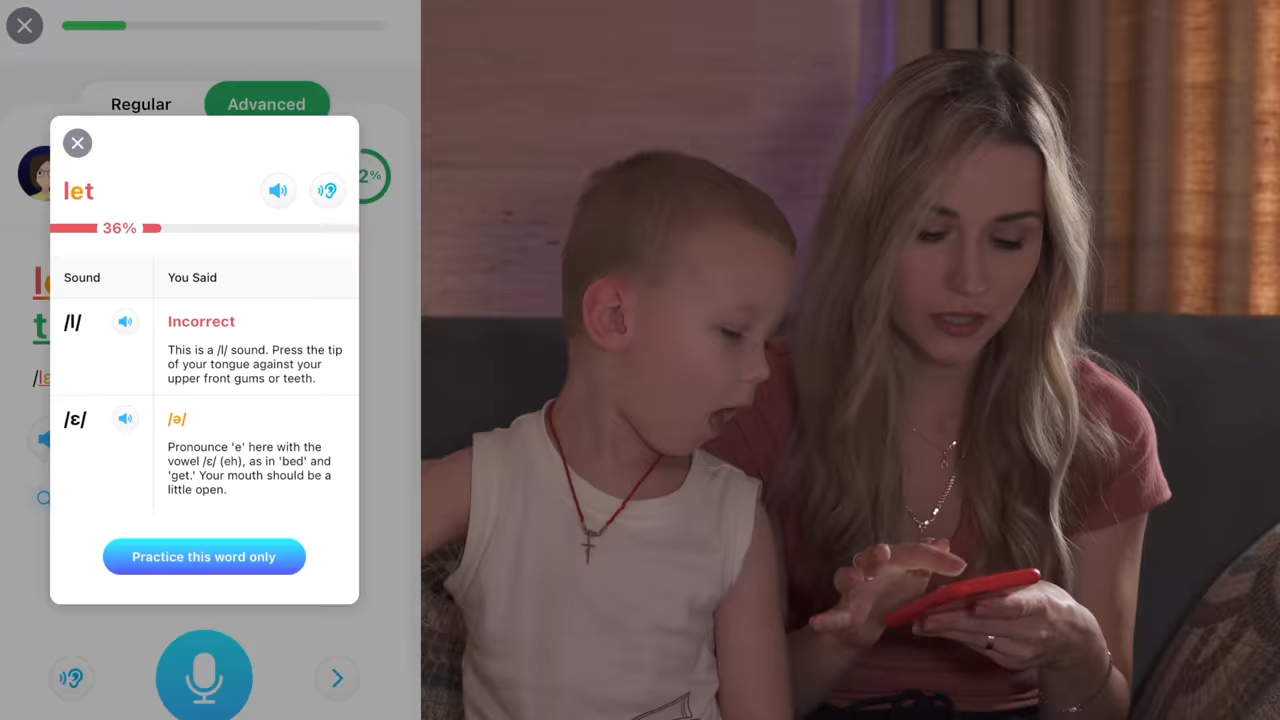 Regular
Advanced
2%
let
36%
Sound
You Said
/l/
Incorrect
This is a /l/ sound. Press the tip
of your tongue against your
upper front gums or teeth.
/ɛ/
/ə/
Pronounce 'e' here with the
vowel /ɛ/ (eh), as in 'bed' and
'get.' Your mouth should be a
little open.
Practice this word only